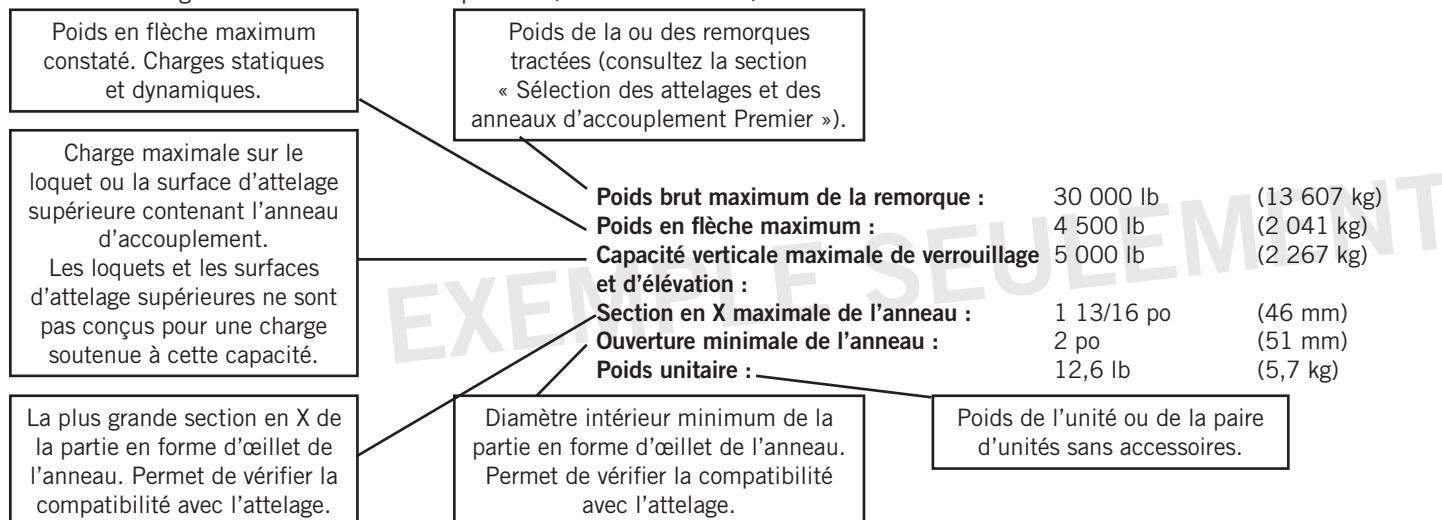 Poids en flèche maximum
constaté. Charges statiques
et dynamiques.
Poids de la ou des remorques
tractées (consultez la section
« Sélection des attelages et des
anneaux d'accouplement Premier »).
Charge maximale sur le
loquet ou la surface d'attelage
supérieure contenant l'anneau
d'accouplement.
Les loquets et les surfaces
d'attelage supérieures ne sont
pas conçus pour une charge
soutenue à cette capacité.
Poids brut maximum de la remorque : 30 000 lb (13 607 kg)
Poids en flèche maximum : 4 500 lb (2 041 kg)
Capacité verticale maximale de verrouillage 5 000 lb (2 267 kg)
et d'élévation :
Section en X maximale de l'anneau : 1 13/16 po (46 mm)
Ouverture minimale de l'anneau : 2 po (51 mm)
Poids unitaire : 12,6 lb (5,7 kg)
EXEMPLE SEULEMENT
La plus grande section en X de
la partie en forme d'œillet de
l'anneau. Permet de vérifier la
compatibilité avec l'attelage.
Diamètre intérieur minimum de la
partie en forme d'œillet de l'anneau.
Permet de vérifier la compatibilité
avec l'attelage.
Poids de l'unité ou de la paire
d'unités sans accessoires.